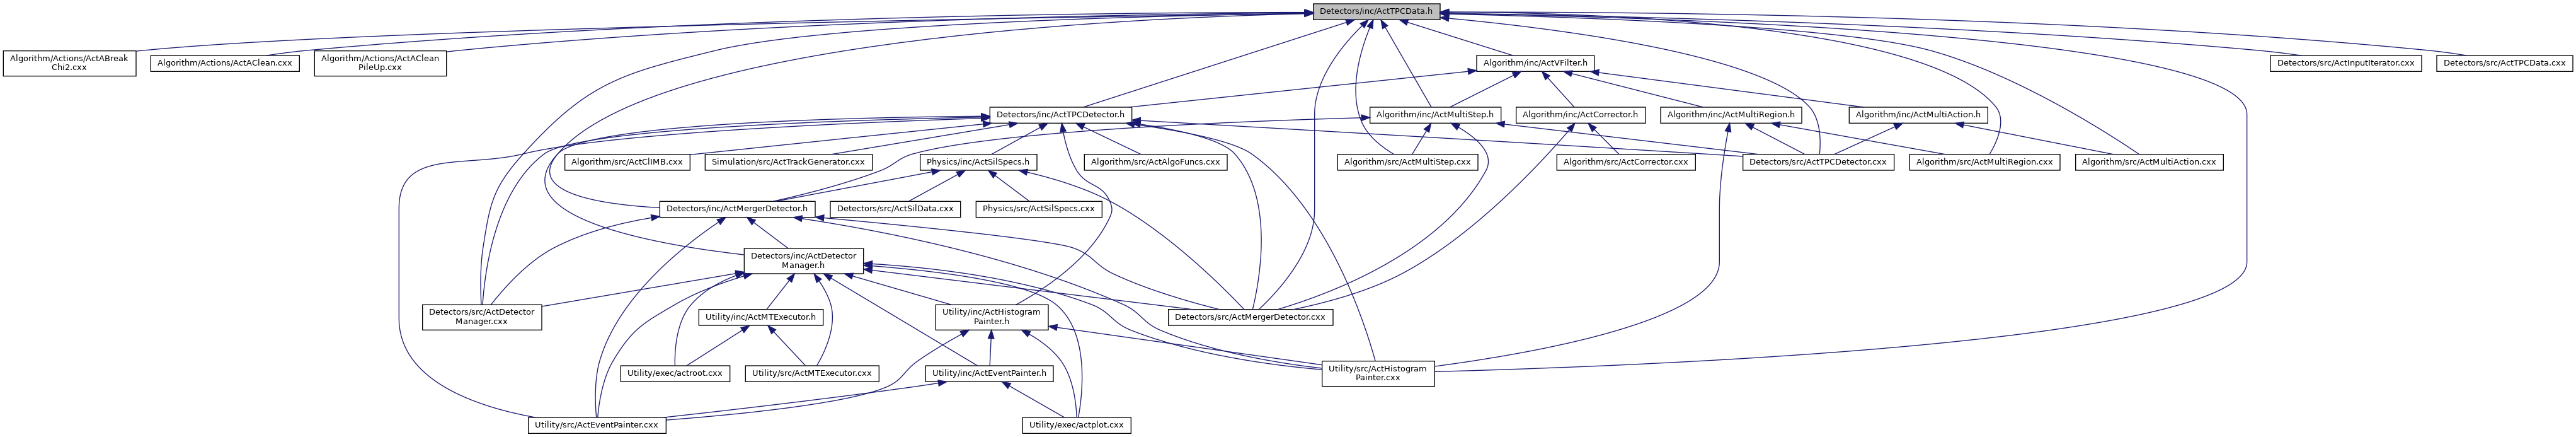 Detectors/inc/ActTPCData.h
Algorithm/Actions/ActABreak
Chi2.cxx
Algorithm/Actions/ActAClean.cxx
Algorithm/Actions/ActAClean
PileUp.cxx
Algorithm/inc/ActVFilter.h
Detectors/src/ActInputIterator.cxx
Detectors/src/ActTPCData.cxx
Detectors/inc/ActTPCDetector.h
Algorithm/inc/ActMultiStep.h
Algorithm/inc/ActCorrector.h
Algorithm/inc/ActMultiRegion.h
Algorithm/inc/ActMultiAction.h
Algorithm/src/ActClIMB.cxx
Simulation/src/ActTrackGenerator.cxx
Physics/inc/ActSilSpecs.h
Algorithm/src/ActAlgoFuncs.cxx
Algorithm/src/ActMultiStep.cxx
Algorithm/src/ActCorrector.cxx
Detectors/src/ActTPCDetector.cxx
Algorithm/src/ActMultiRegion.cxx
Algorithm/src/ActMultiAction.cxx
Detectors/inc/ActMergerDetector.h
Detectors/src/ActSilData.cxx
Physics/src/ActSilSpecs.cxx
Detectors/inc/ActDetector
Manager.h
Detectors/src/ActDetector
Manager.cxx
Utility/inc/ActMTExecutor.h
Utility/inc/ActHistogram
Painter.h
Detectors/src/ActMergerDetector.cxx
Utility/exec/actroot.cxx
Utility/src/ActMTExecutor.cxx
Utility/inc/ActEventPainter.h
Utility/src/ActHistogram
Painter.cxx
Utility/src/ActEventPainter.cxx
Utility/exec/actplot.cxx